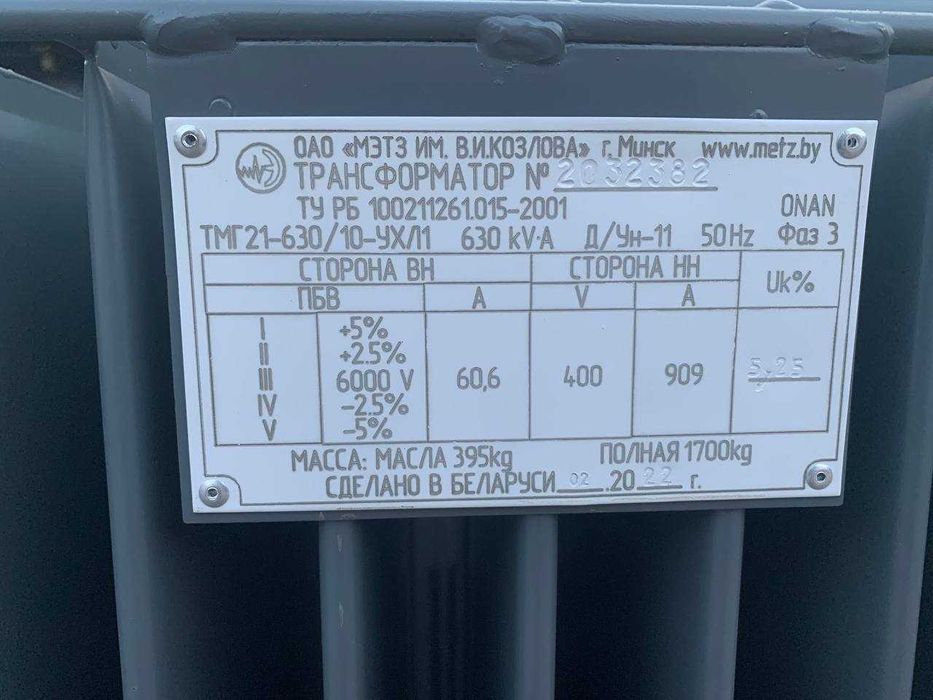 ОАО «МЭТЗ ИМ. В.И.КОЗЛОВА» г. Минск www.metz.by
ТРАНСФОРМАТОР № 2032382
ТУ РБ 100211261.015-2001 ONAN
ТМГ21-630/10-УХЛ1 630 kV·A Д/Ун-11 50Hz Фаз 3
СТОРОНА ВН СТОРОНА НН Uk%
ПБВ A V A
I +5%
II +2.5%
III 6000 V 60,6 400 909 5,25
IV -2.5%
V -5%
МАССА: МАСЛА 395kg ПОЛНАЯ 1700kg
СДЕЛАНО В БЕЛАРУСИ 02.2022 г.